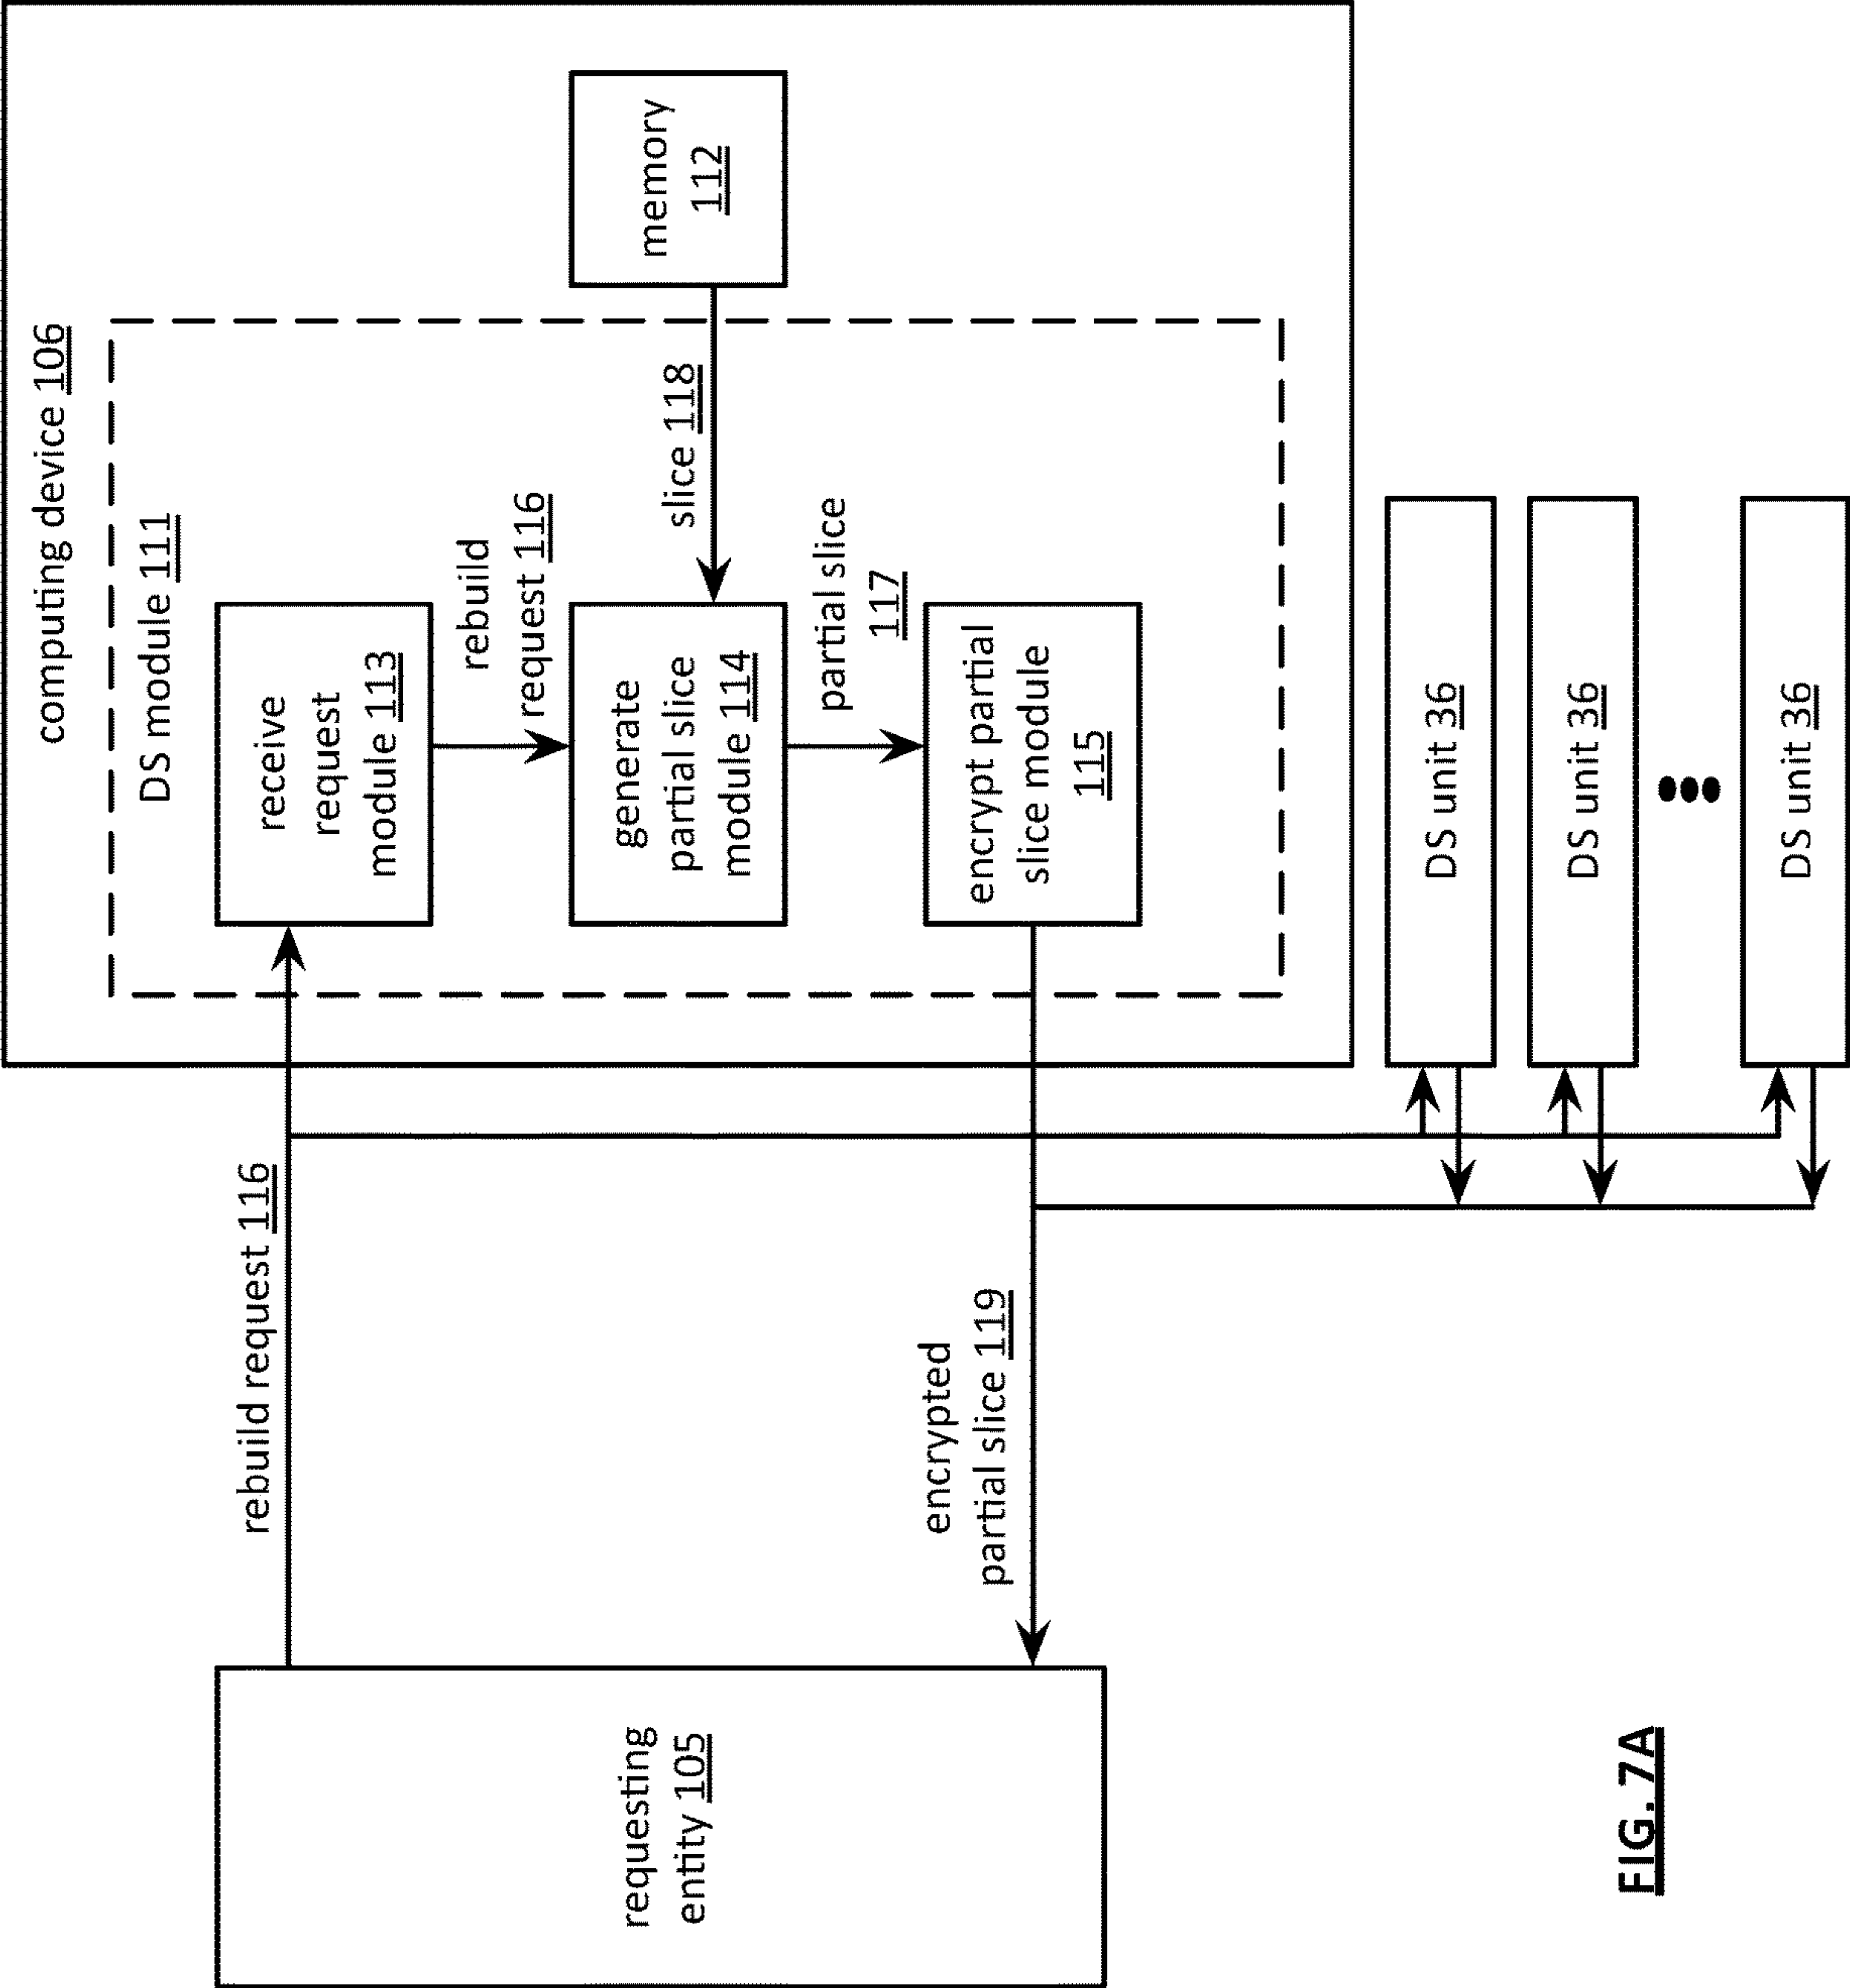 computing device 106
DS module 111
receive
request
module 113
rebuild
request 116
generate
partial slice
module 114
slice 118
memory
112
partial slice
117
encrypt partial
slice module
115
rebuild request 116
encrypted
partial slice 119
requesting
entity 105
DS unit 36
DS unit 36
DS unit 36
FIG. 7A